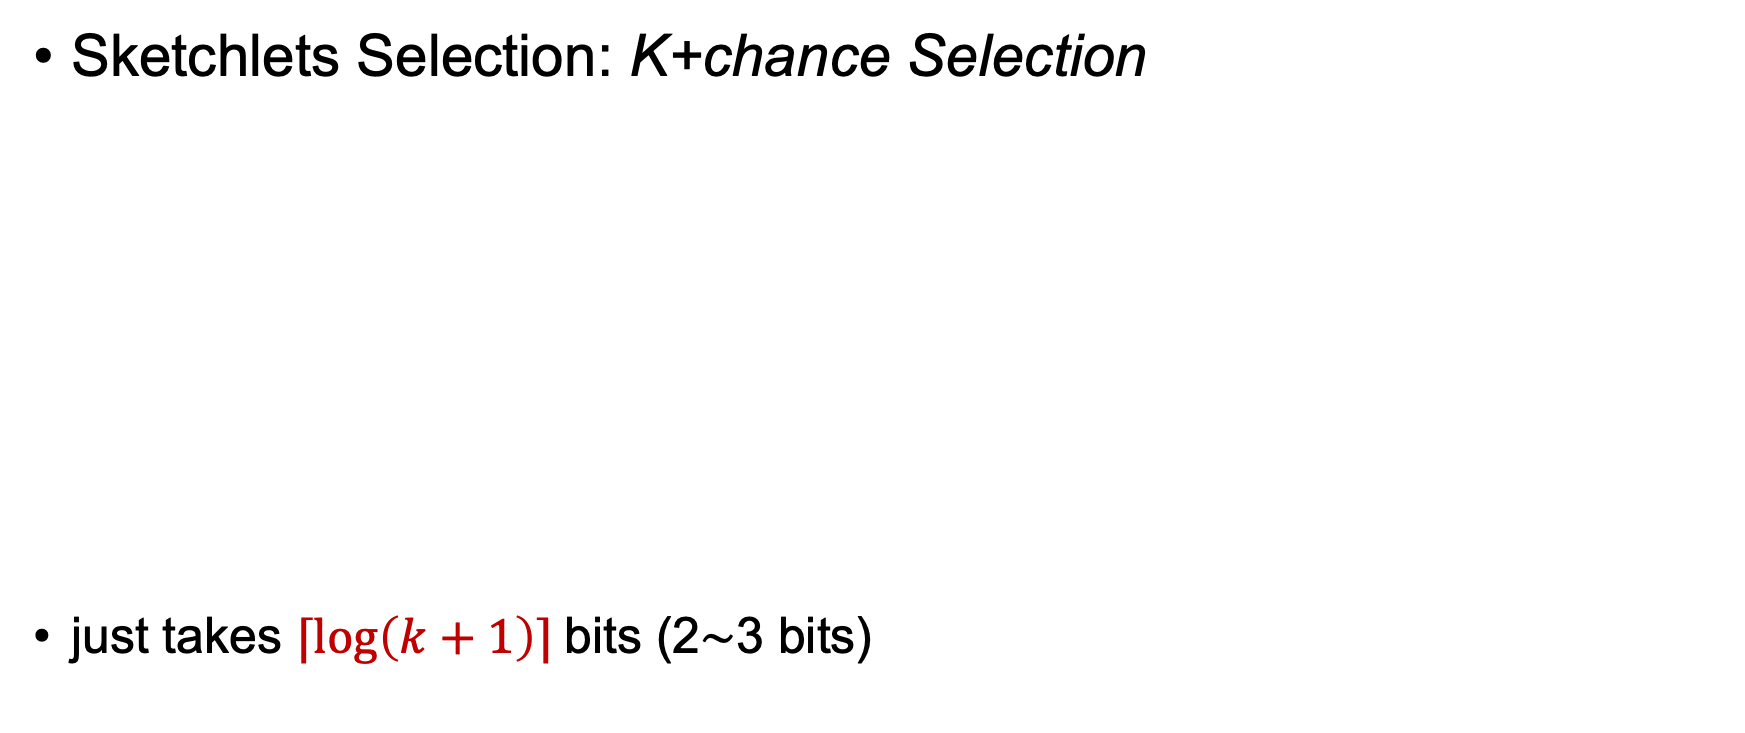 • Sketchlets Selection: K+chance Selection
• just takes ⌈log(k + 1)⌉ bits (2~3 bits)